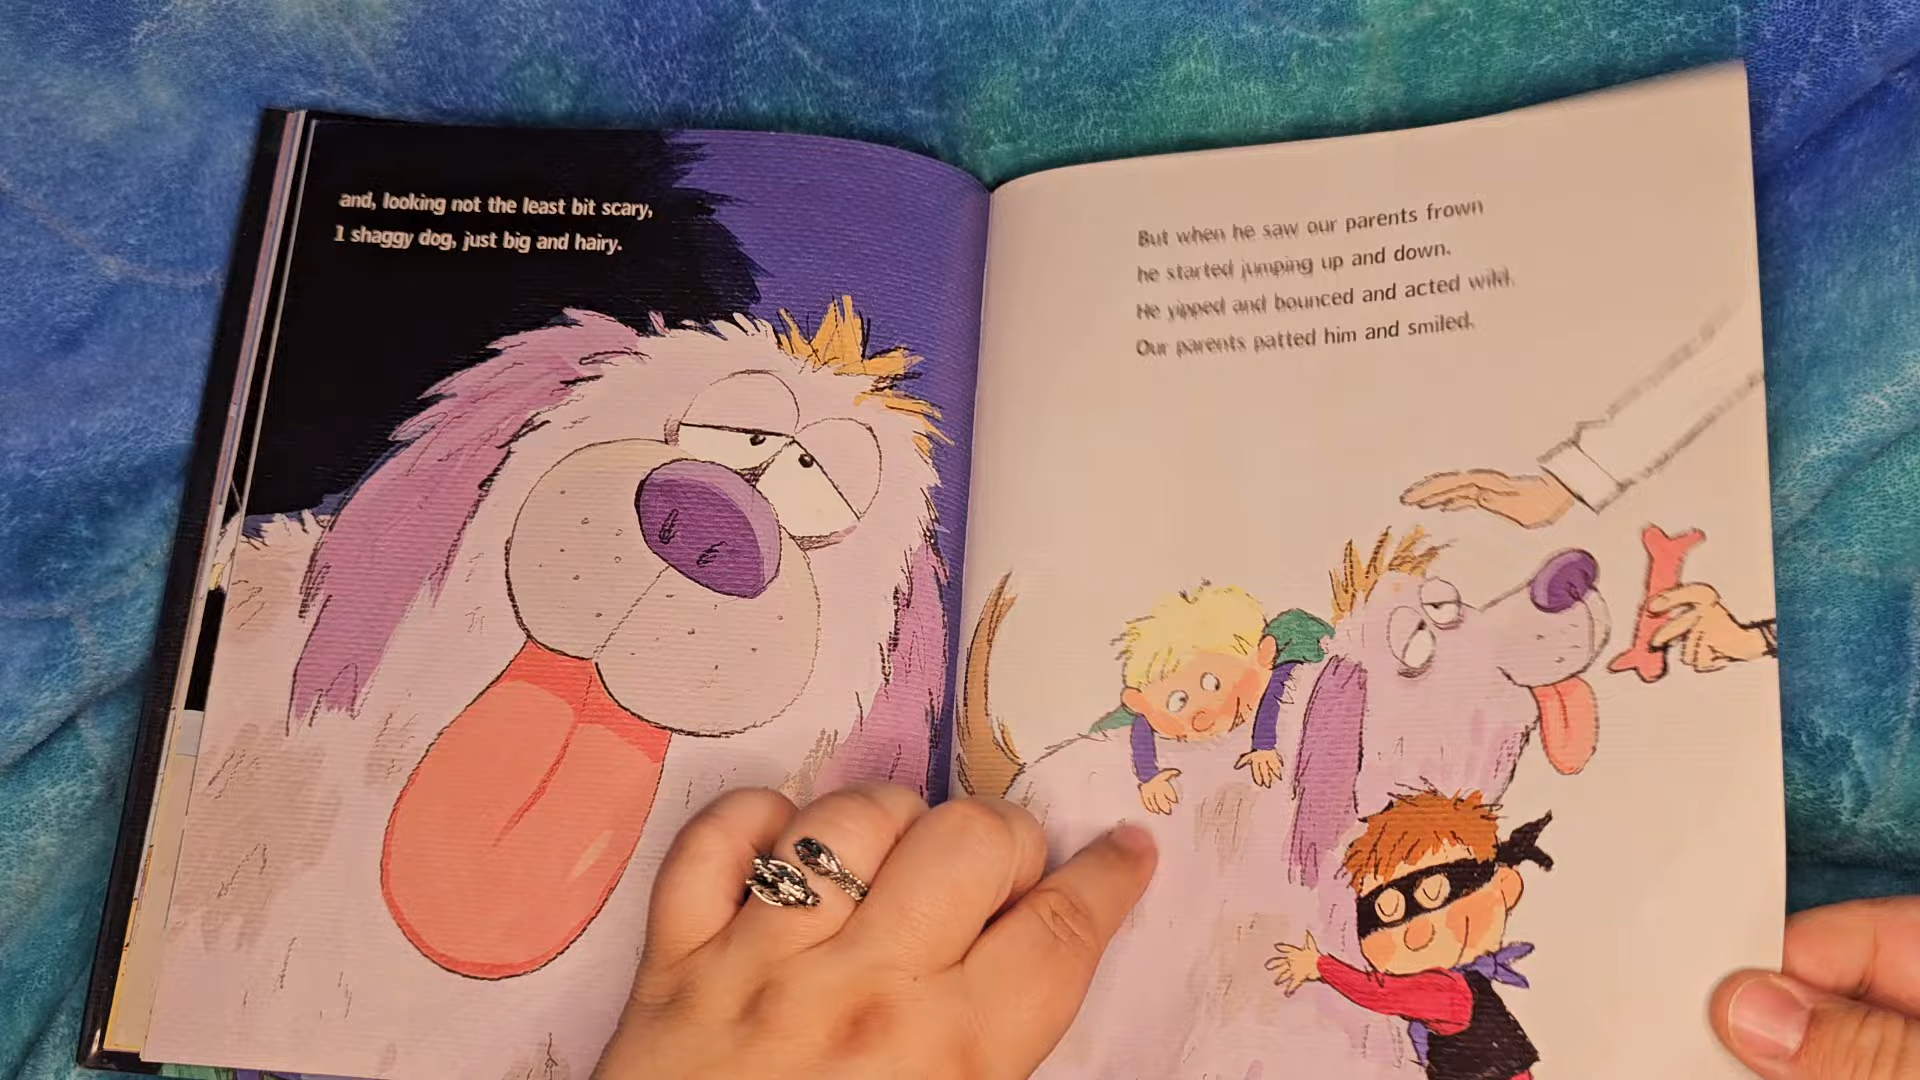 and, looking not the least bit scary,
1 shaggy dog, just big and hairy.
But when he saw our parents frown
he started jumping up and down.
He yipped and bounced and acted wild.
Our parents patted him and smiled.